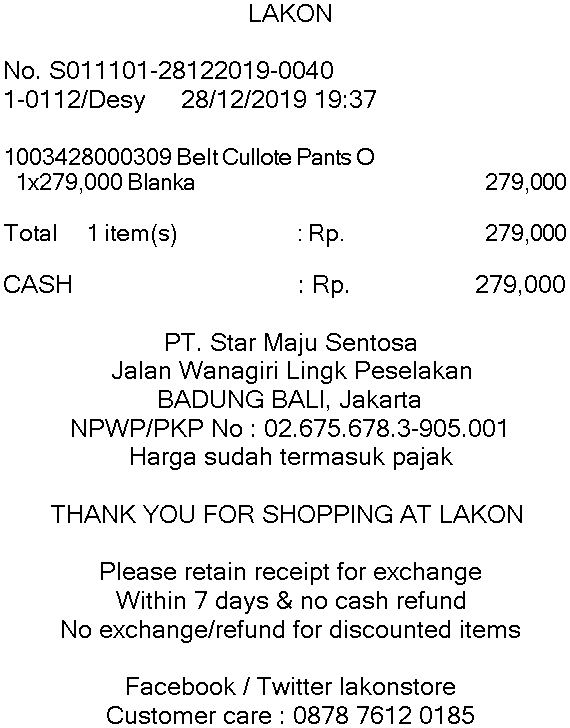 LAKON
No. S011101-28122019-0040
1-0112/Desy 28/12/2019 19:37
1003428000309 Belt Cullote Pants O
1x279,000 Blanka 279,000
Total 1 item(s) : Rp. 279,000
CASH : Rp. 279,000
PT. Star Maju Sentosa
Jalan Wanagiri Lingk Peselakan
BADUNG BALI, Jakarta
NPWP/PKP No : 02.675.678.3-905.001
Harga sudah termasuk pajak
THANK YOU FOR SHOPPING AT LAKON
Please retain receipt for exchange
Within 7 days & no cash refund
No exchange/refund for discounted items
Facebook / Twitter lakonstore
Customer care : 0878 7612 0185